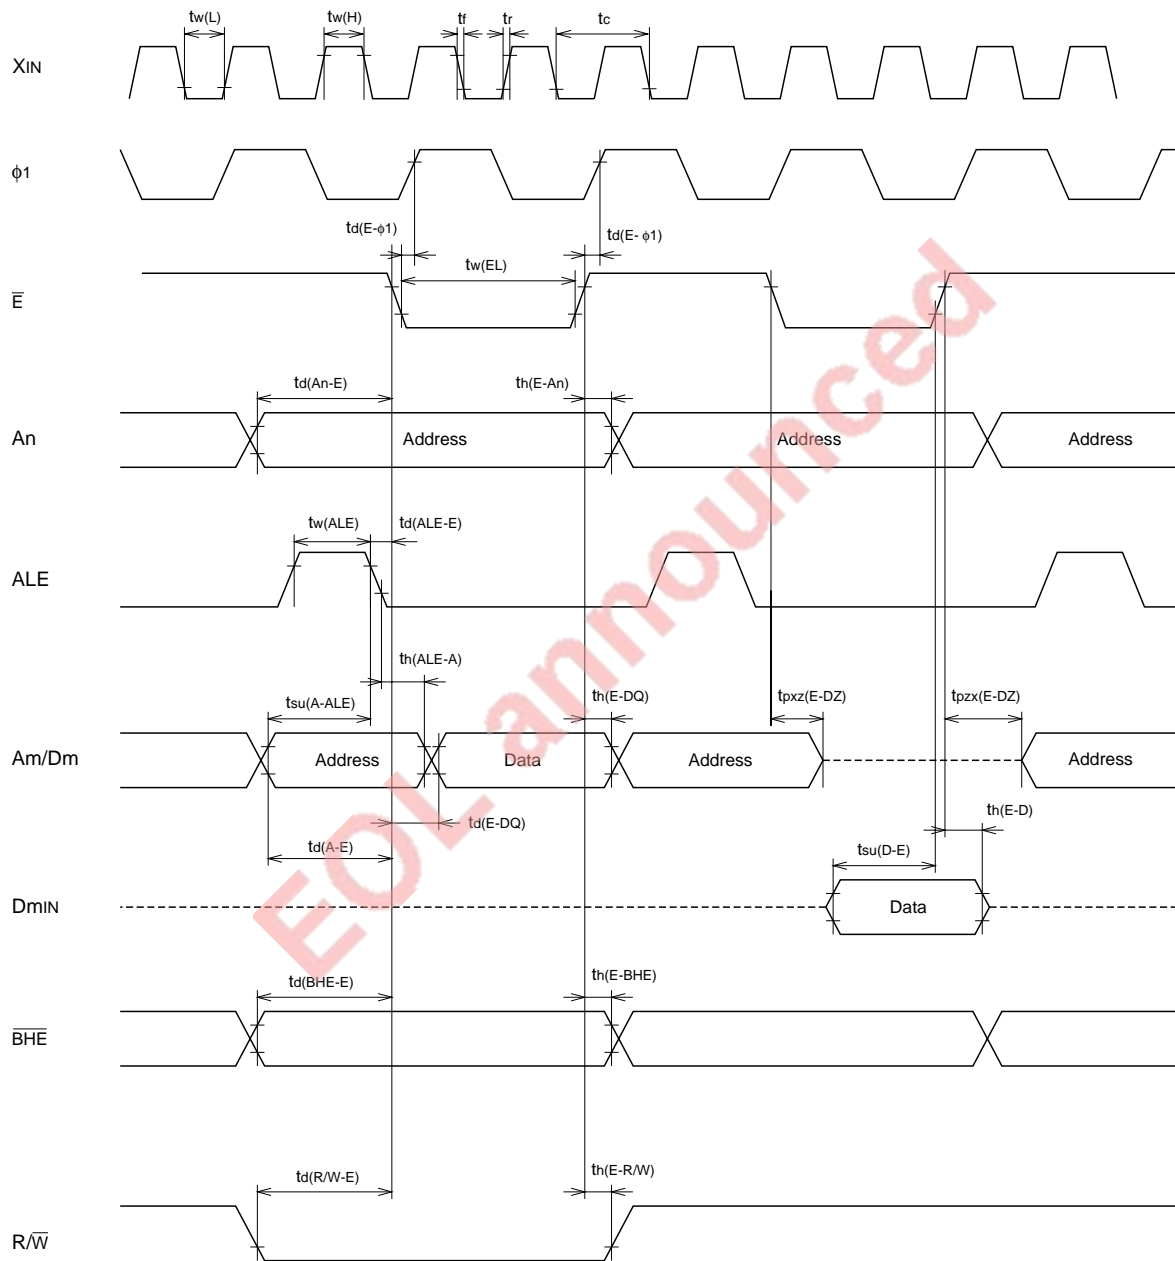 tw(L) tw(H) tf tr tc
XIN
ϕ1
td(E-ϕ1) td(E- ϕ1)
tw(EL)
E̅
td(An-E) th(E-An)
An Address Address Address
tw(ALE) td(ALE-E)
ALE
th(ALE-A)
tsu(A-ALE) th(E-DQ) tpxz(E-DZ) tpzx(E-DZ)
Am/Dm Address Data Address Address
td(E-DQ) th(E-D)
td(A-E) tsu(D-E)
DmIN Data
td(BHE-E) th(E-BHE)
B̅H̅E̅
td(R/W-E) th(E-R/W)
R/W̅
EOL announced